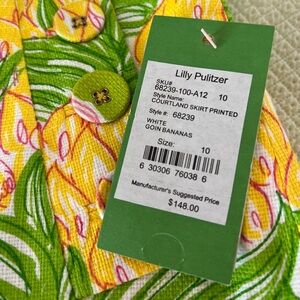 Lilly Pulitzer
SKU#
68239-100-A12 10
Style Name:
COURTLAND SKIRT PRINTED
Style #: 68239
WHITE
GOIN BANANAS
Size: 10
6 30306 76038 6
Manufacturer's Suggested Price
$148.00